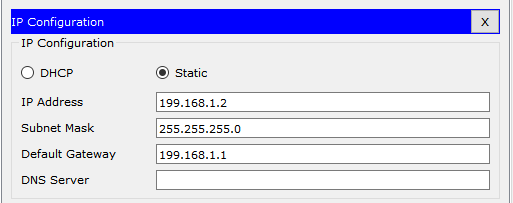 IP Configuration X
IP Configuration
DHCP Static
IP Address 199.168.1.2
Subnet Mask 255.255.255.0
Default Gateway 199.168.1.1
DNS Server